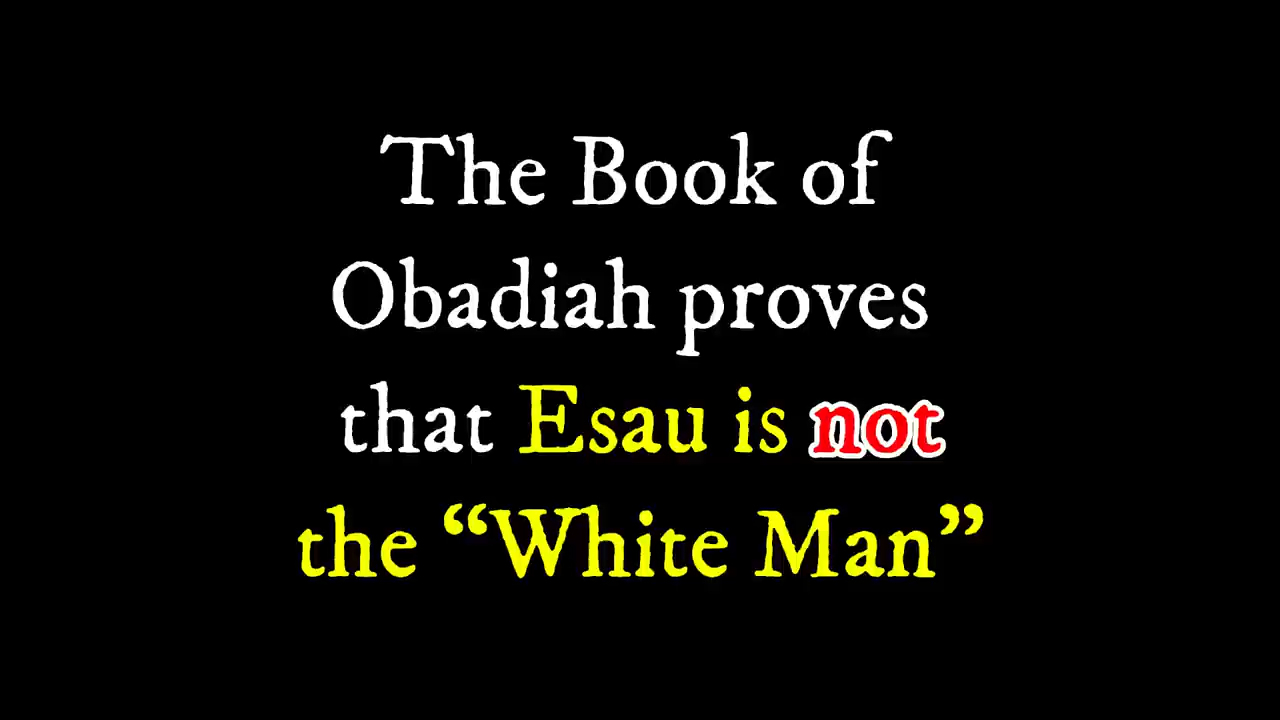 The Book of
Obadiah proves
that Esau is not
the “White Man”